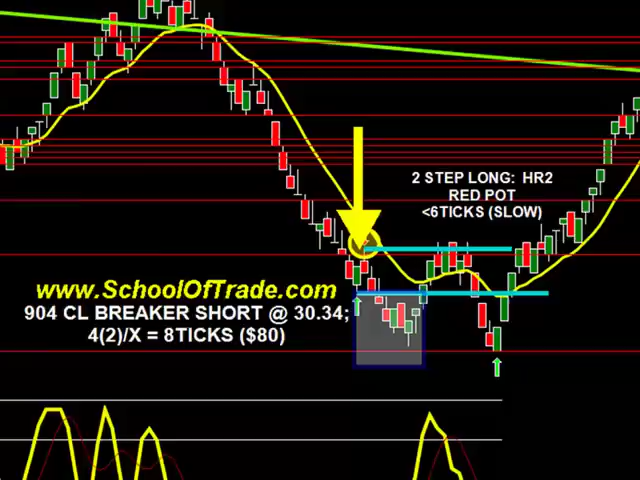 2 STEP LONG: HR2
RED POT
<6TICKS (SLOW)
www.SchoolOfTrade.com
904 CL BREAKER SHORT @ 30.34;
4(2)/X = 8TICKS ($80)